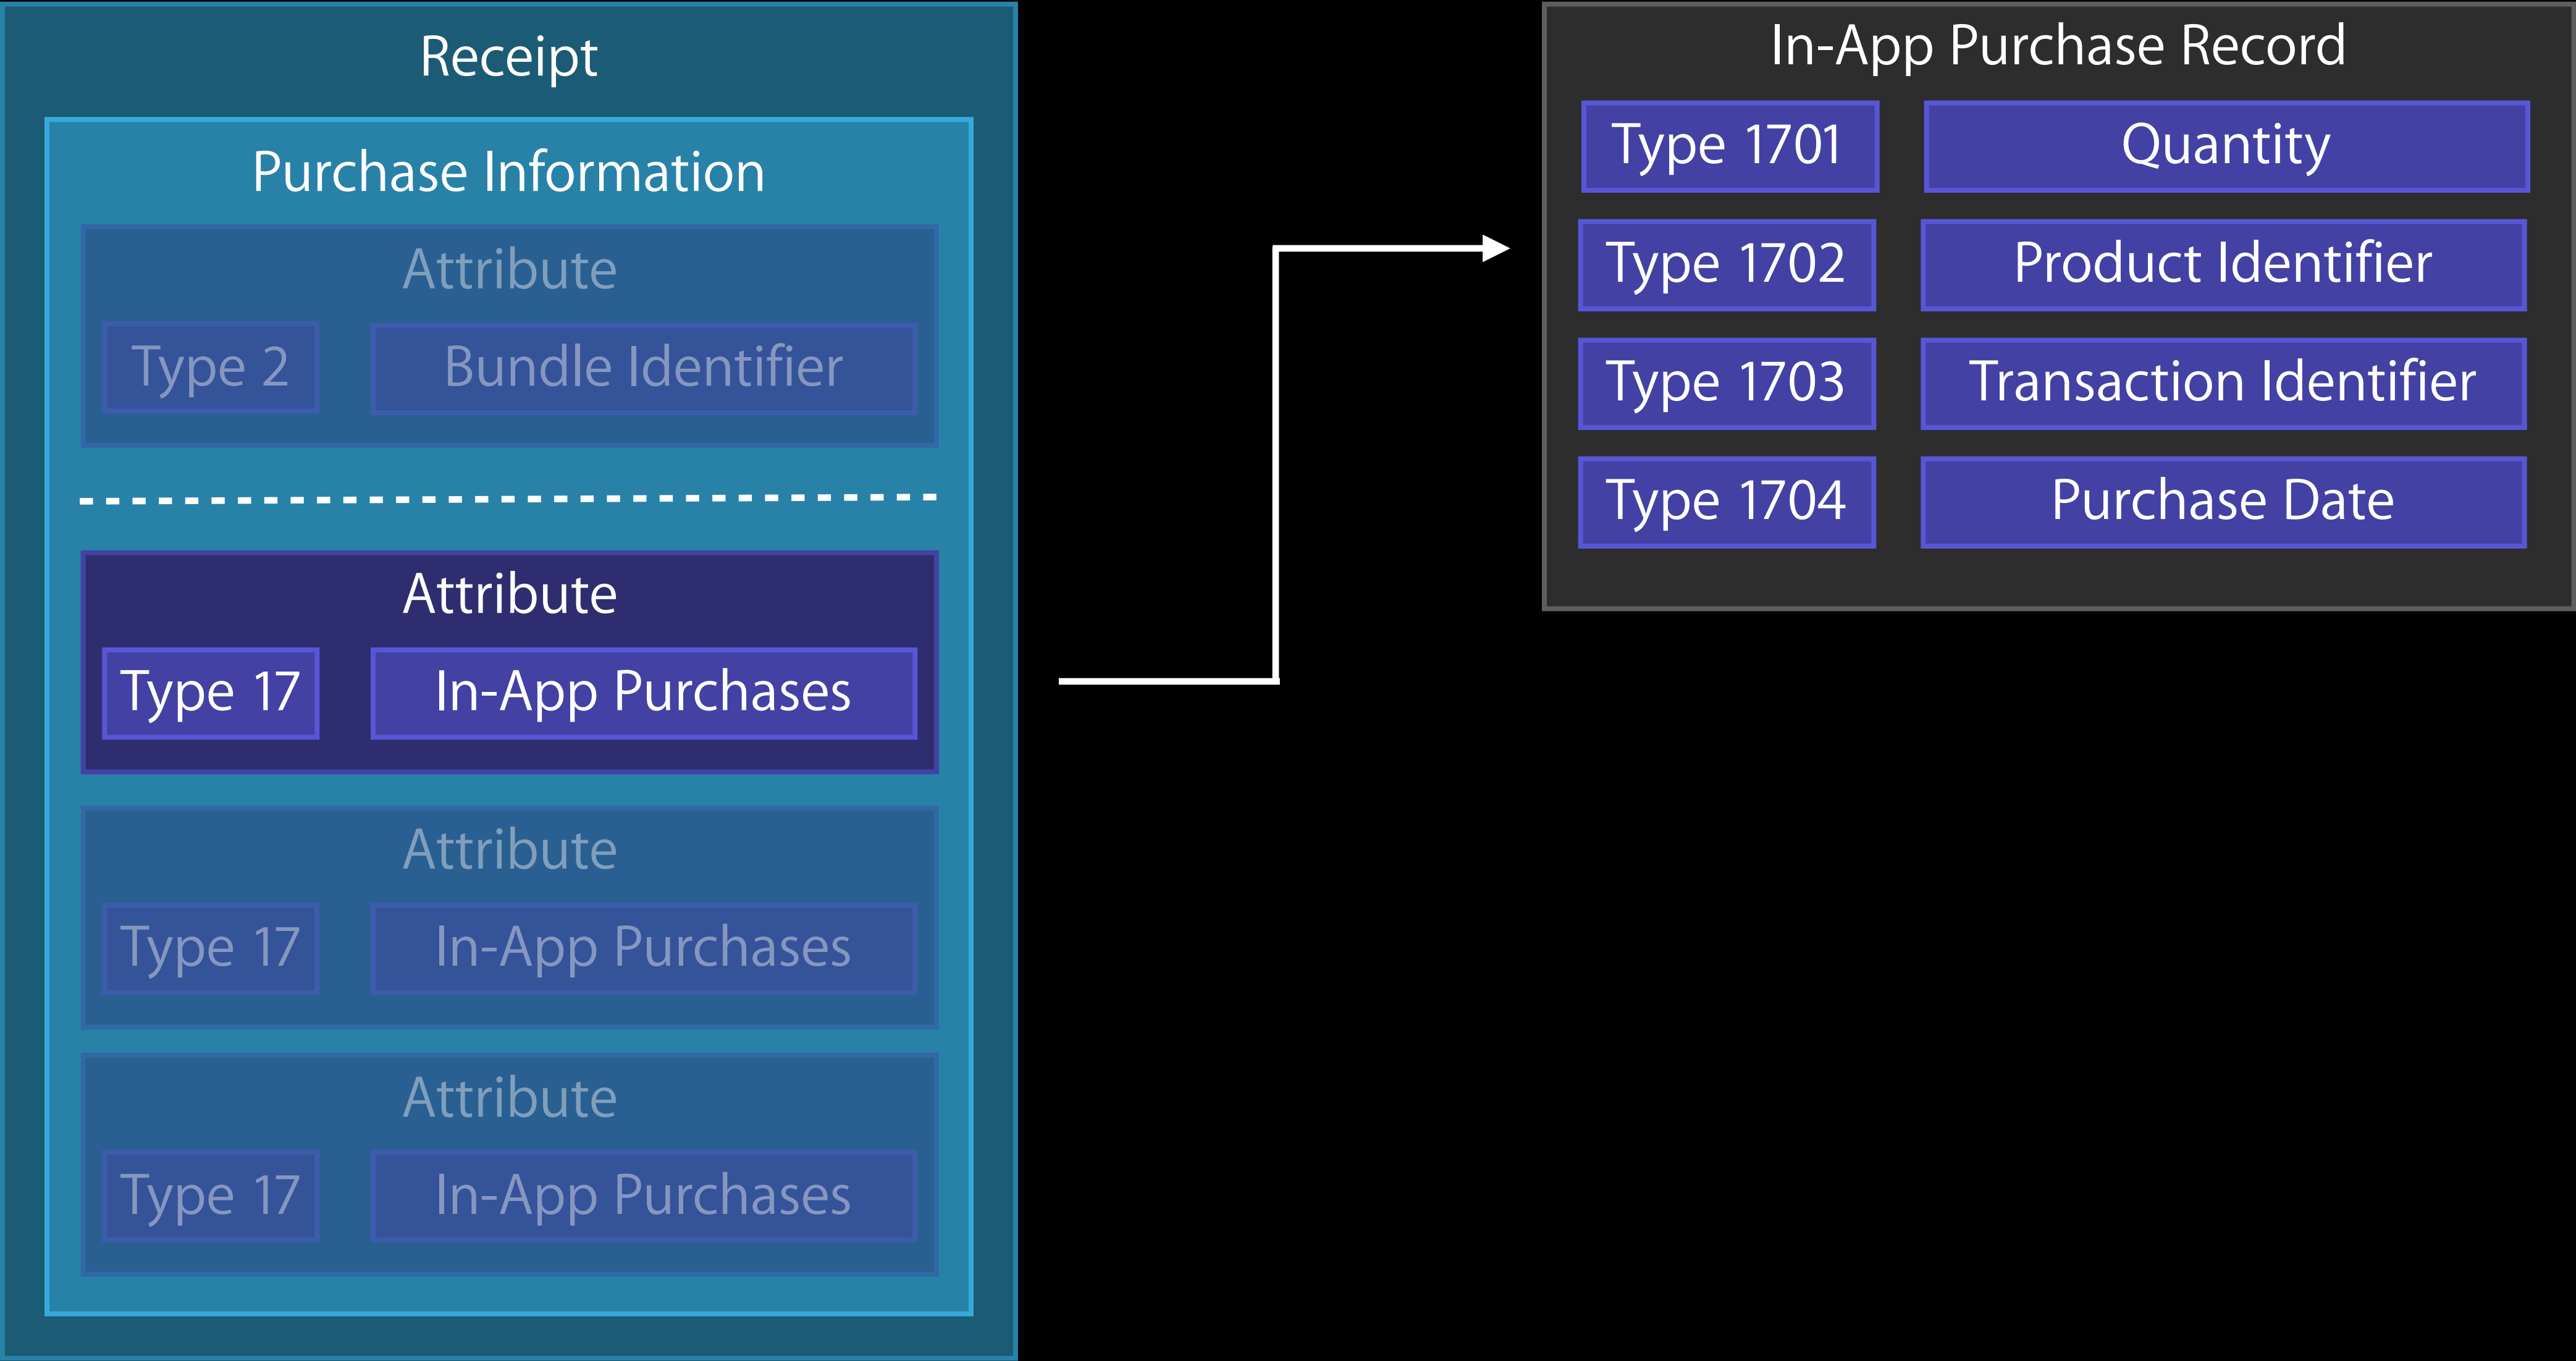 Receipt
Purchase Information
Attribute
Type 2 Bundle Identifier
Attribute
Type 17 In-App Purchases
Attribute
Type 17 In-App Purchases
Attribute
Type 17 In-App Purchases
In-App Purchase Record
Type 1701 Quantity
Type 1702 Product Identifier
Type 1703 Transaction Identifier
Type 1704 Purchase Date